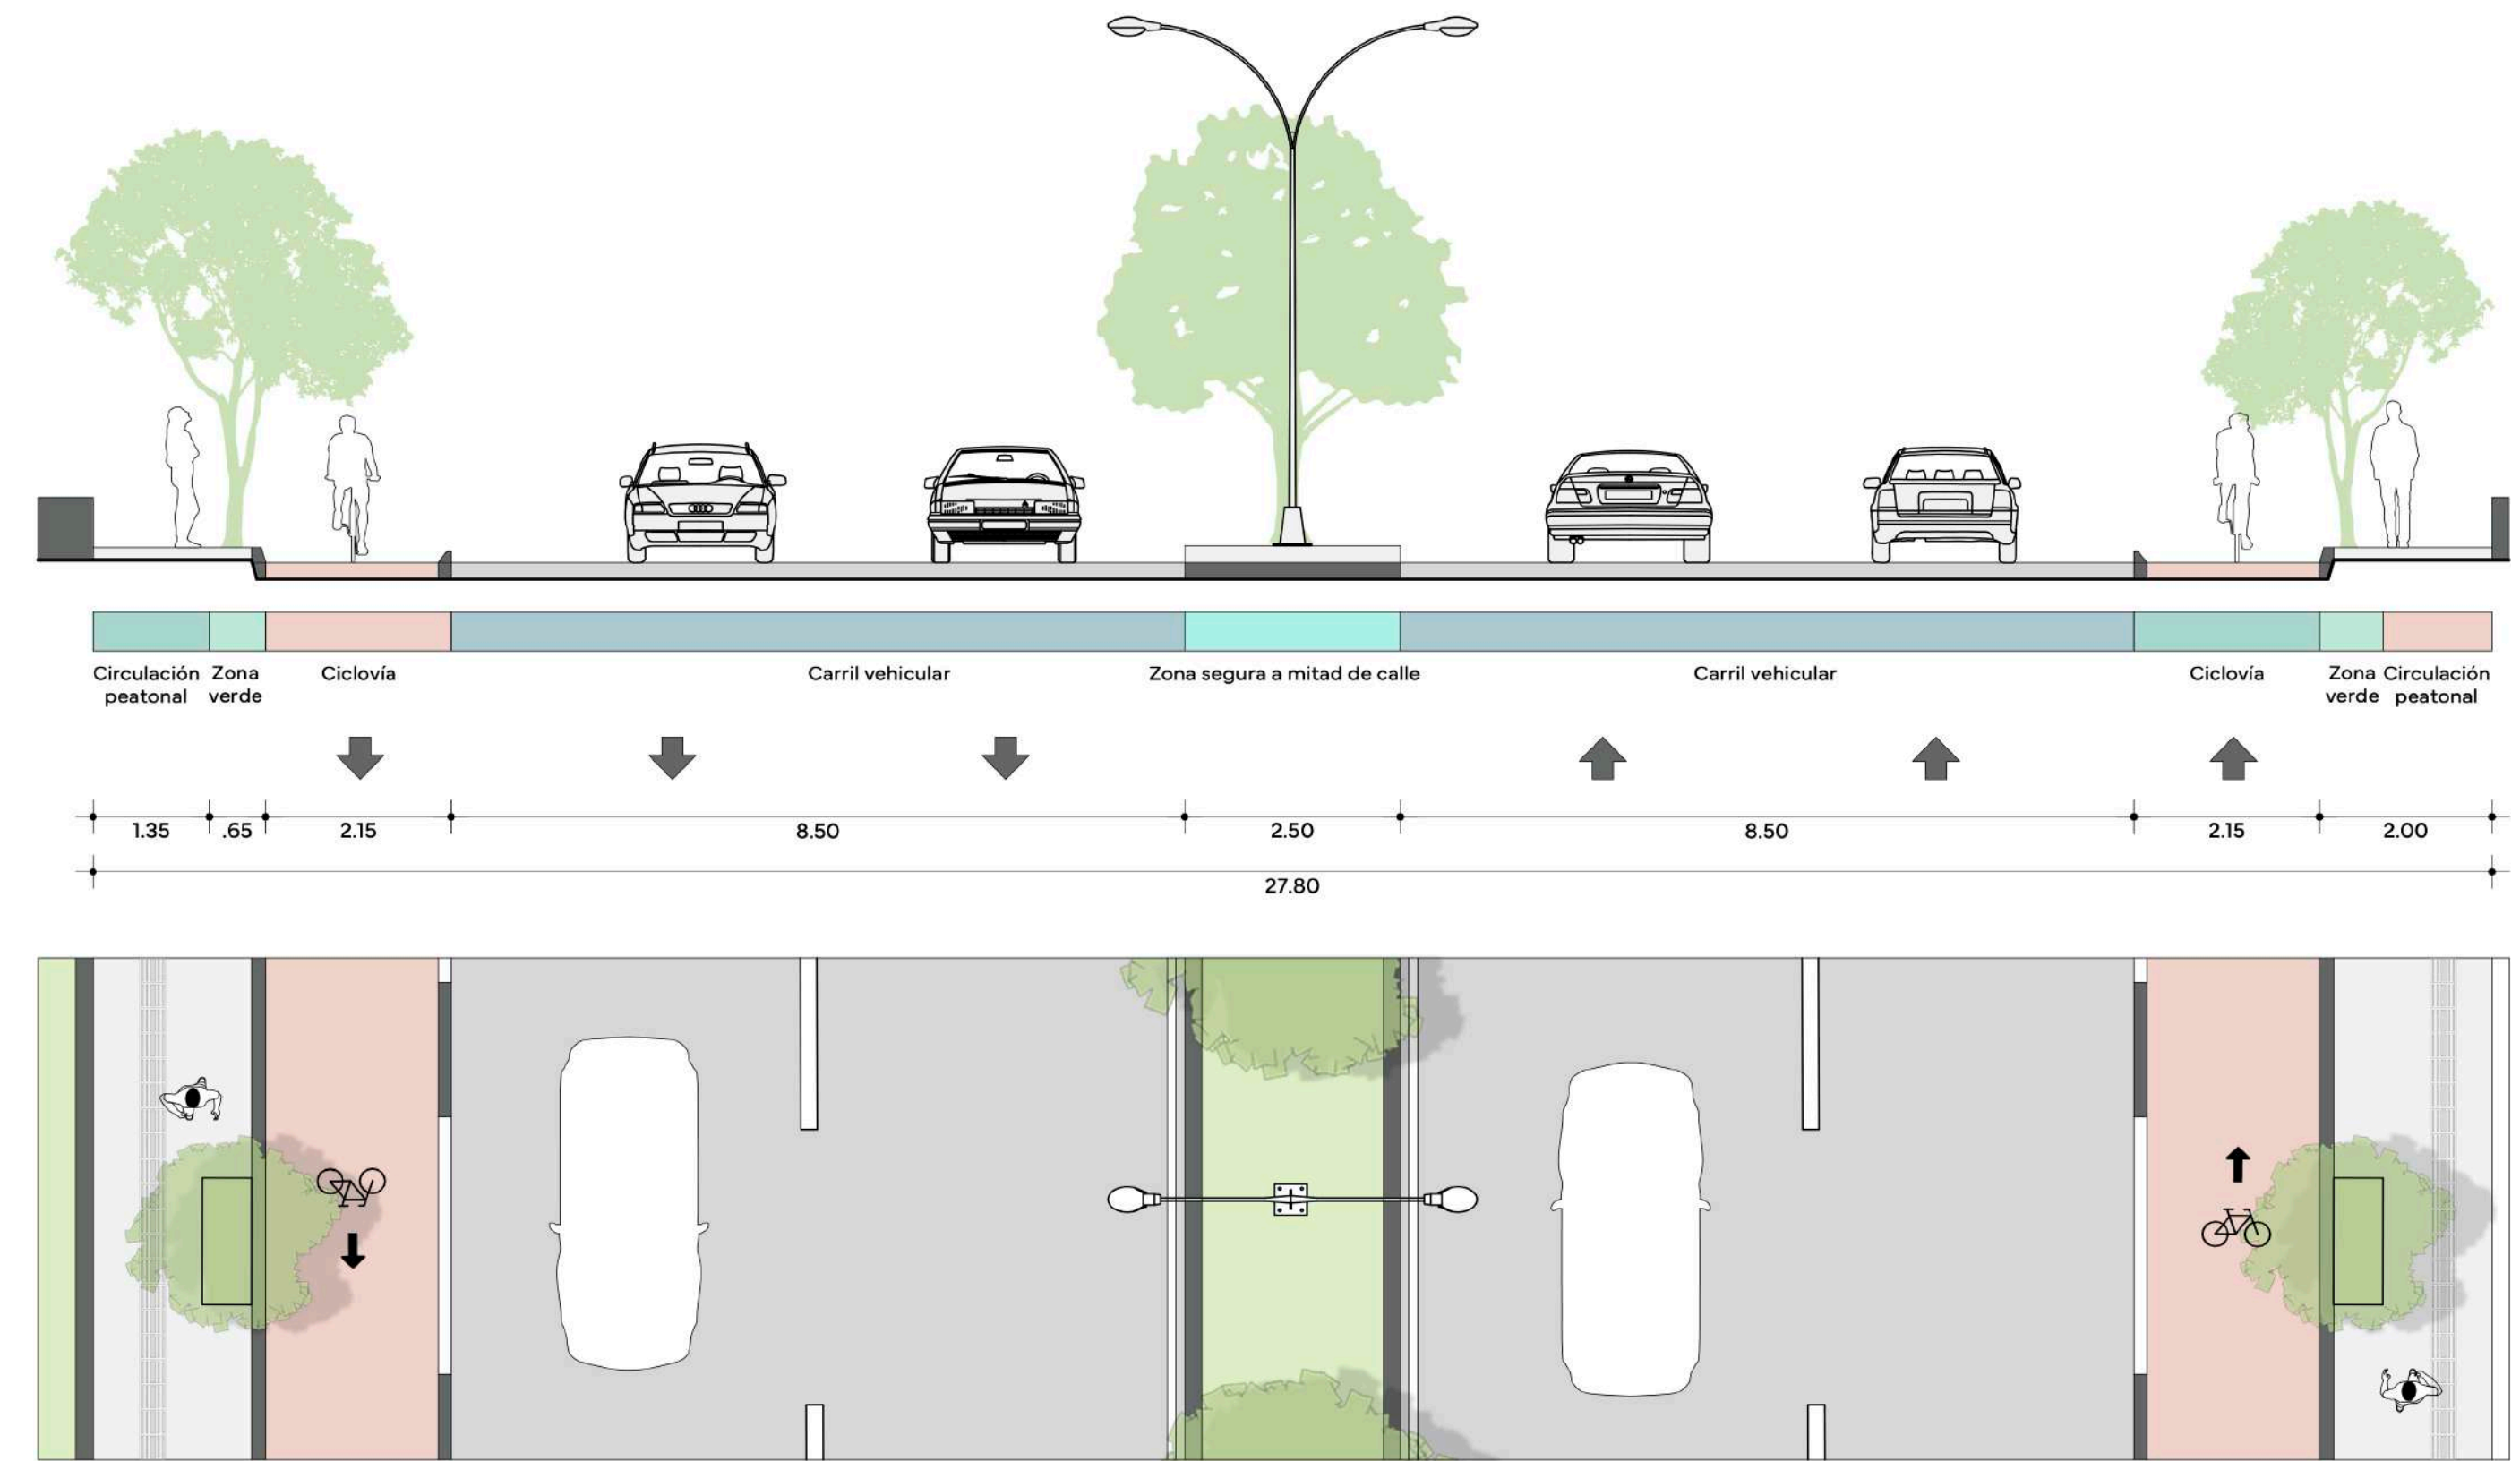 Circulación peatonal
Zona verde
Ciclovía
Carril vehicular
Zona segura a mitad de calle
Carril vehicular
Ciclovía
Zona verde
Circulación peatonal
1.35
.65
2.15
8.50
2.50
8.50
2.15
2.00
27.80